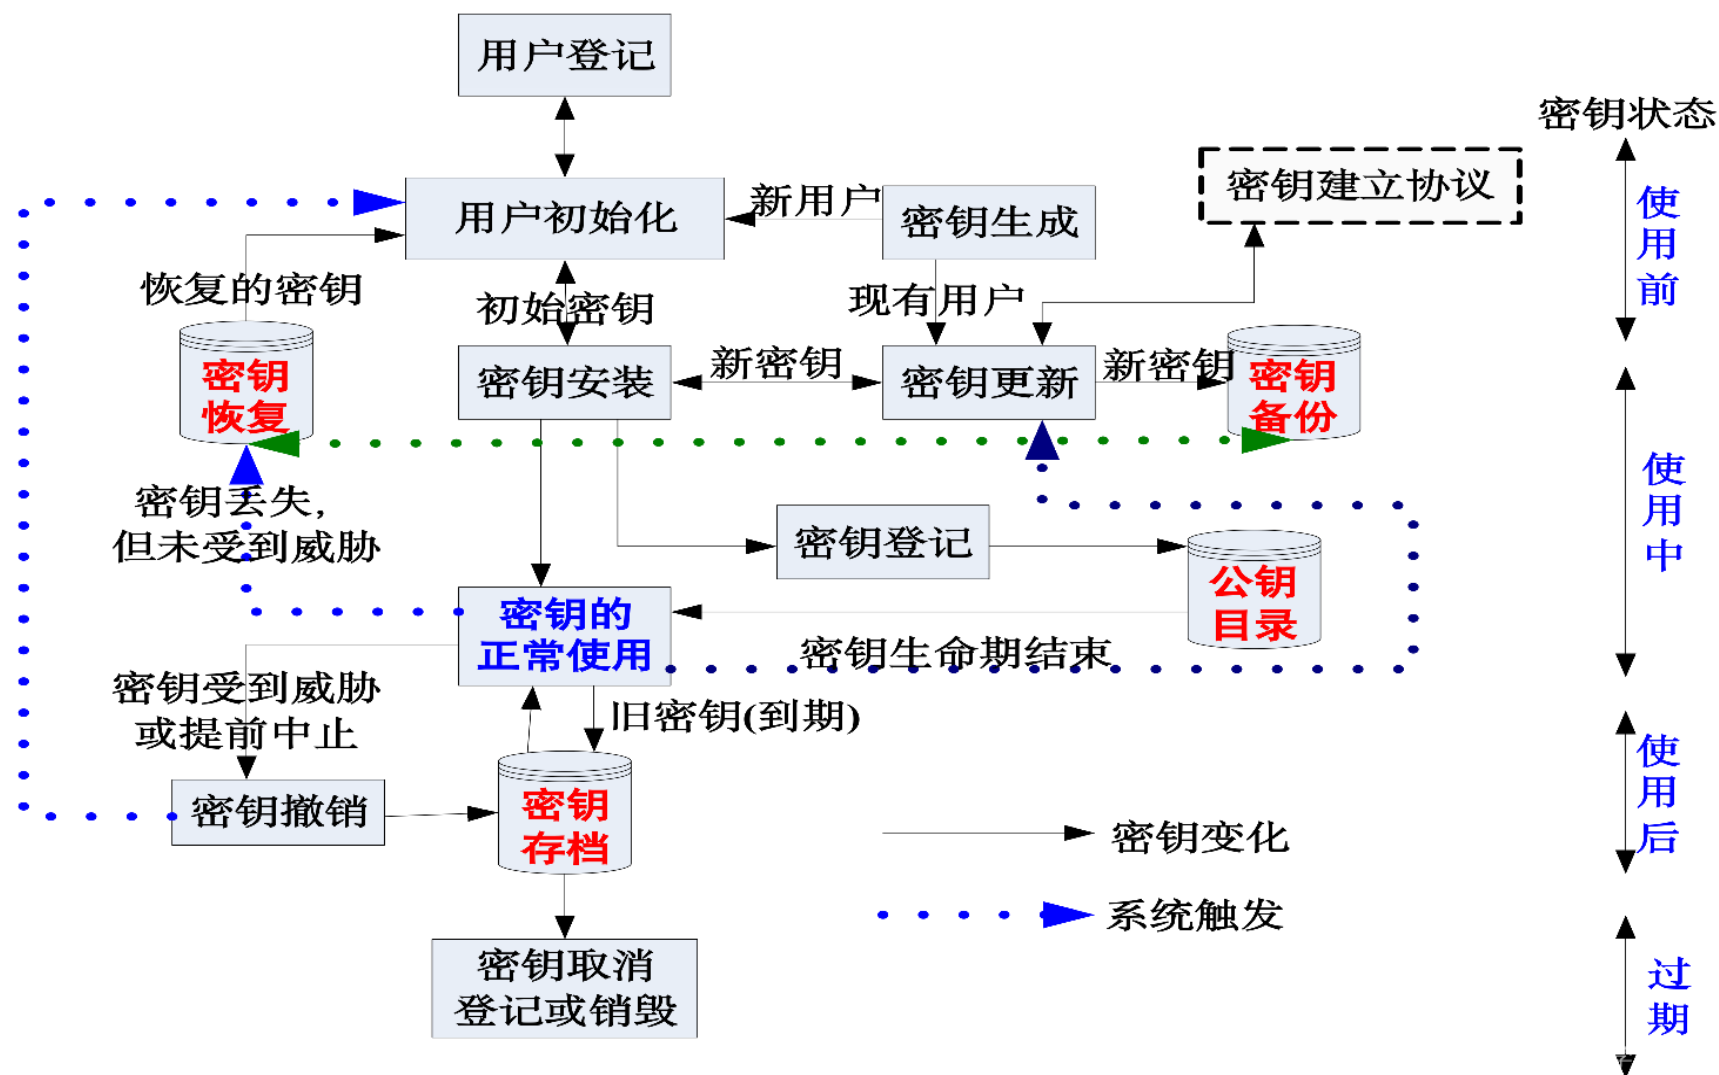 用户登记
密钥状态
密钥建立协议
使
用
前
用户初始化
新用户
密钥生成
恢复的密钥
初始密钥
现有用户
密钥
恢复
密钥安装
新密钥
密钥更新
新密钥
密钥
备份
使
用
中
密钥丢失,
但未受到威胁
密钥登记
公钥
目录
密钥的
正常使用
密钥生命期结束
密钥受到威胁
或提前中止
旧密钥(到期)
使
用
后
密钥撤销
密钥
存档
密钥变化
系统触发
密钥取消
登记或销毁
过
期